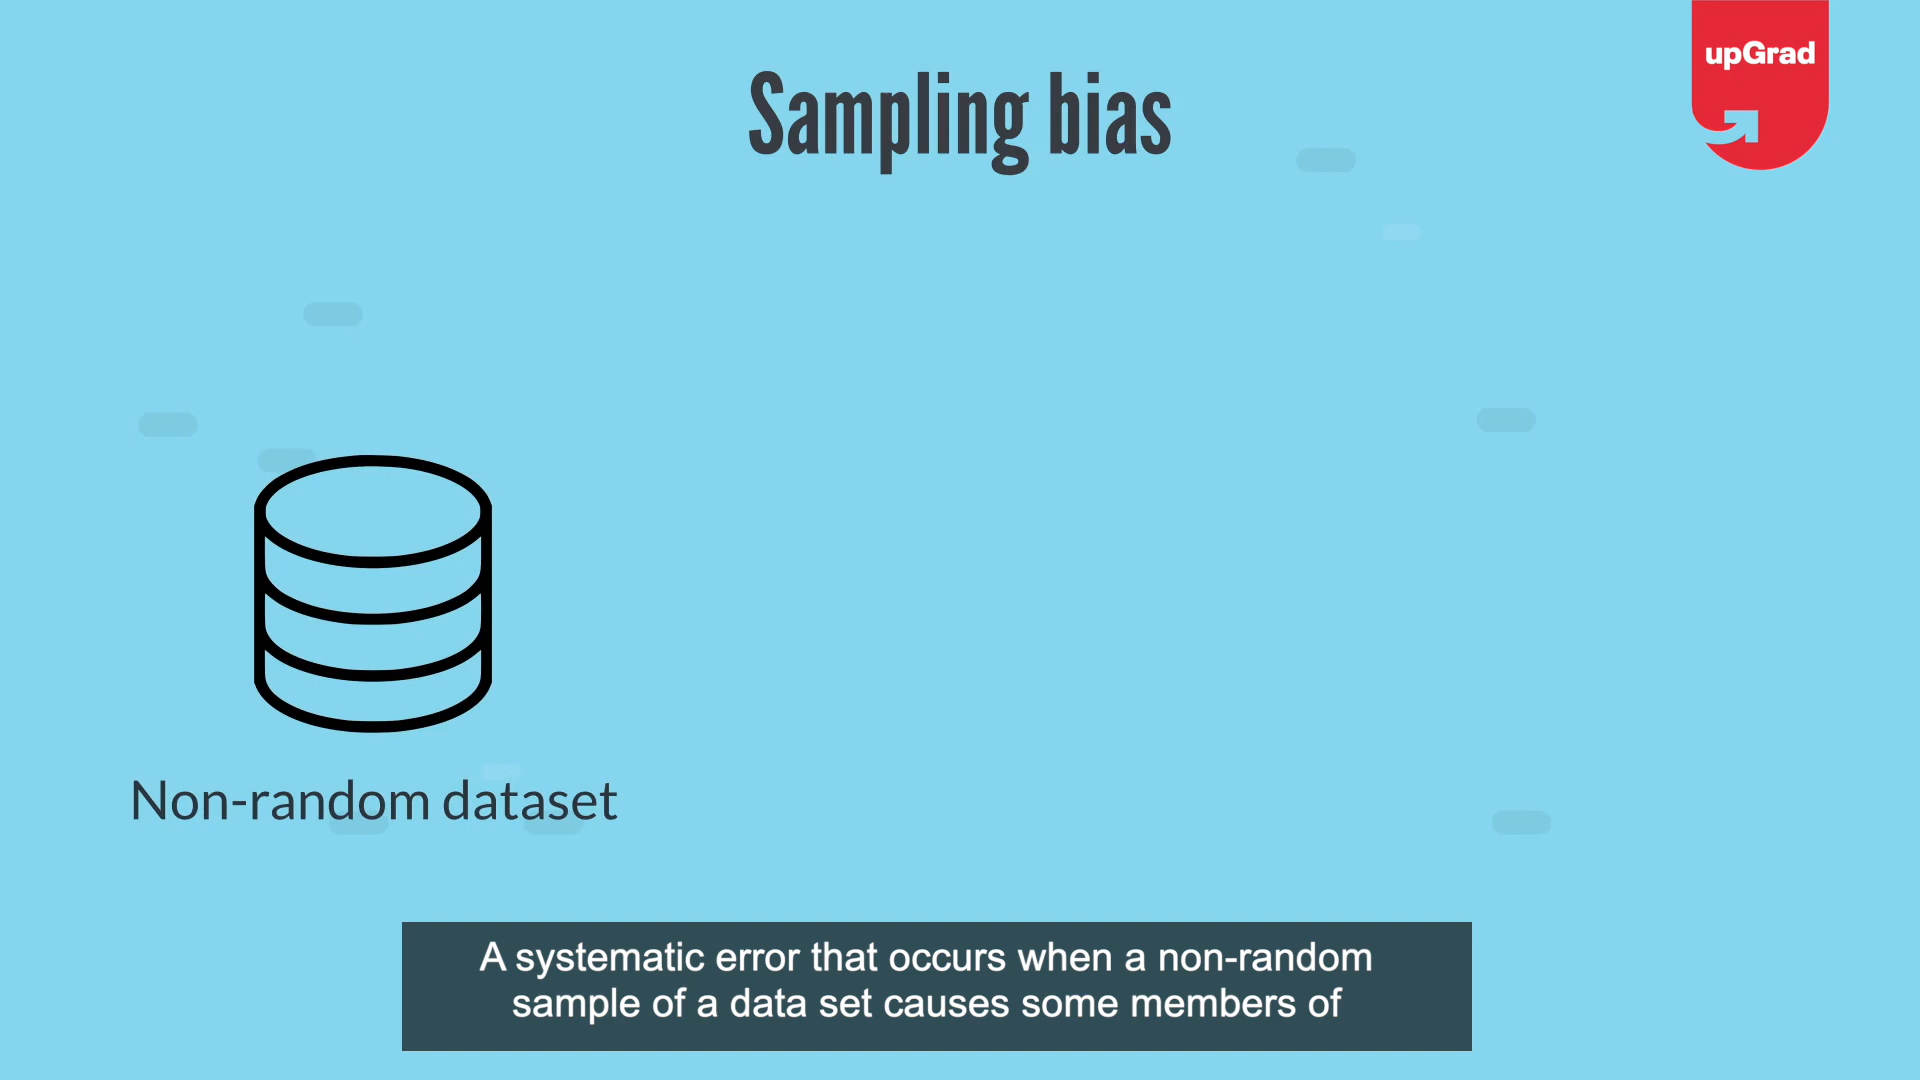 upGrad
Sampling bias
Non-random dataset
A systematic error that occurs when a non-random
sample of a data set causes some members of